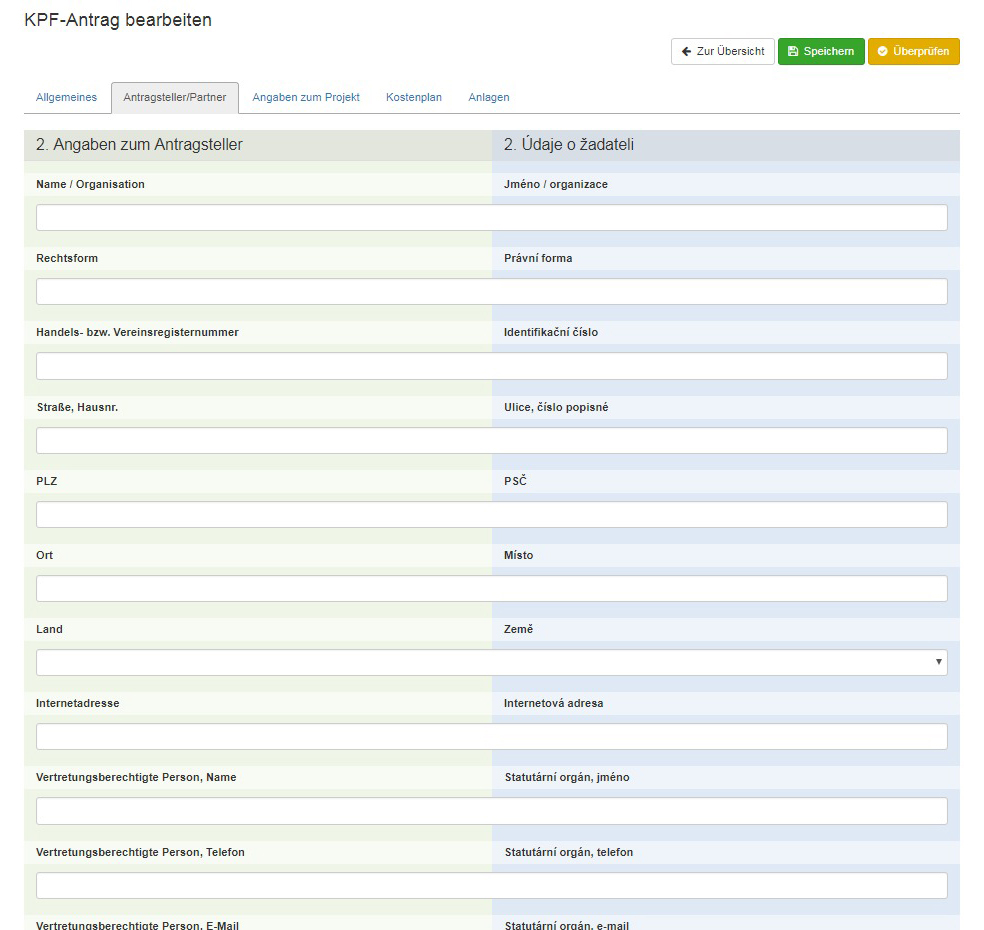 KPF-Antrag bearbeiten
Zur Übersicht Speichern Überprüfen
Allgemeines Antragsteller/Partner Angaben zum Projekt Kostenplan Anlagen
2. Angaben zum Antragsteller 2. Údaje o žadateli
Name / Organisation Jméno / organizace
Rechtsform Právní forma
Handels- bzw. Vereinsregisternummer Identifikační číslo
Straße, Hausnr. Ulice, číslo popisné
PLZ PSČ
Ort Místo
Land Země
Internetadresse Internetová adresa
Vertretungsberechtigte Person, Name Statutární orgán, jméno
Vertretungsberechtigte Person, Telefon Statutární orgán, telefon
Vertretungsberechtigte Person, E-Mail Statutární orgán, e-mail